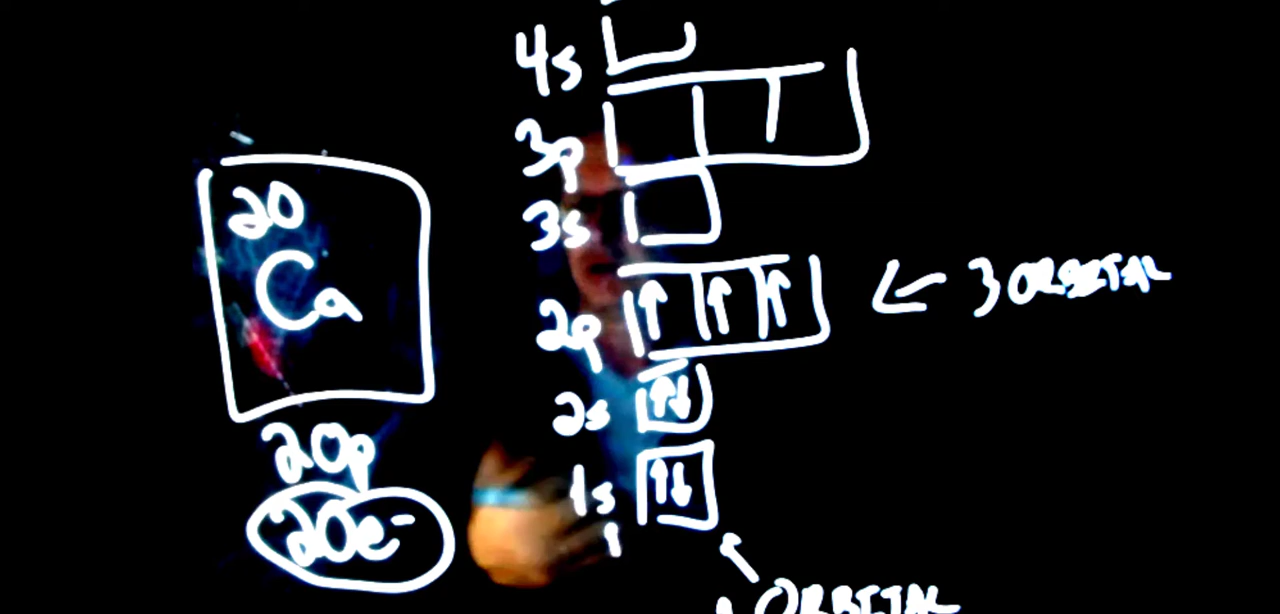 4s
3p
3s
2p
2s
1s
20
Ca
20p
20e-
← 3 ORBITAL
ORBITAL